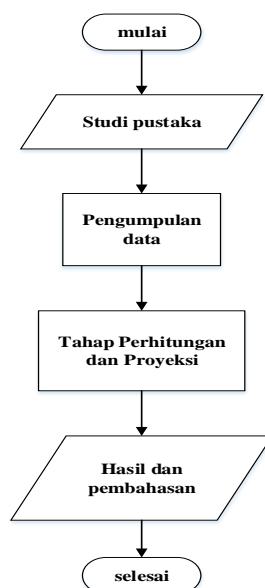 mulai
Studi pustaka
Pengumpulan
data
Tahap Perhitungan
dan Proyeksi
Hasil dan
pembahasan
selesai